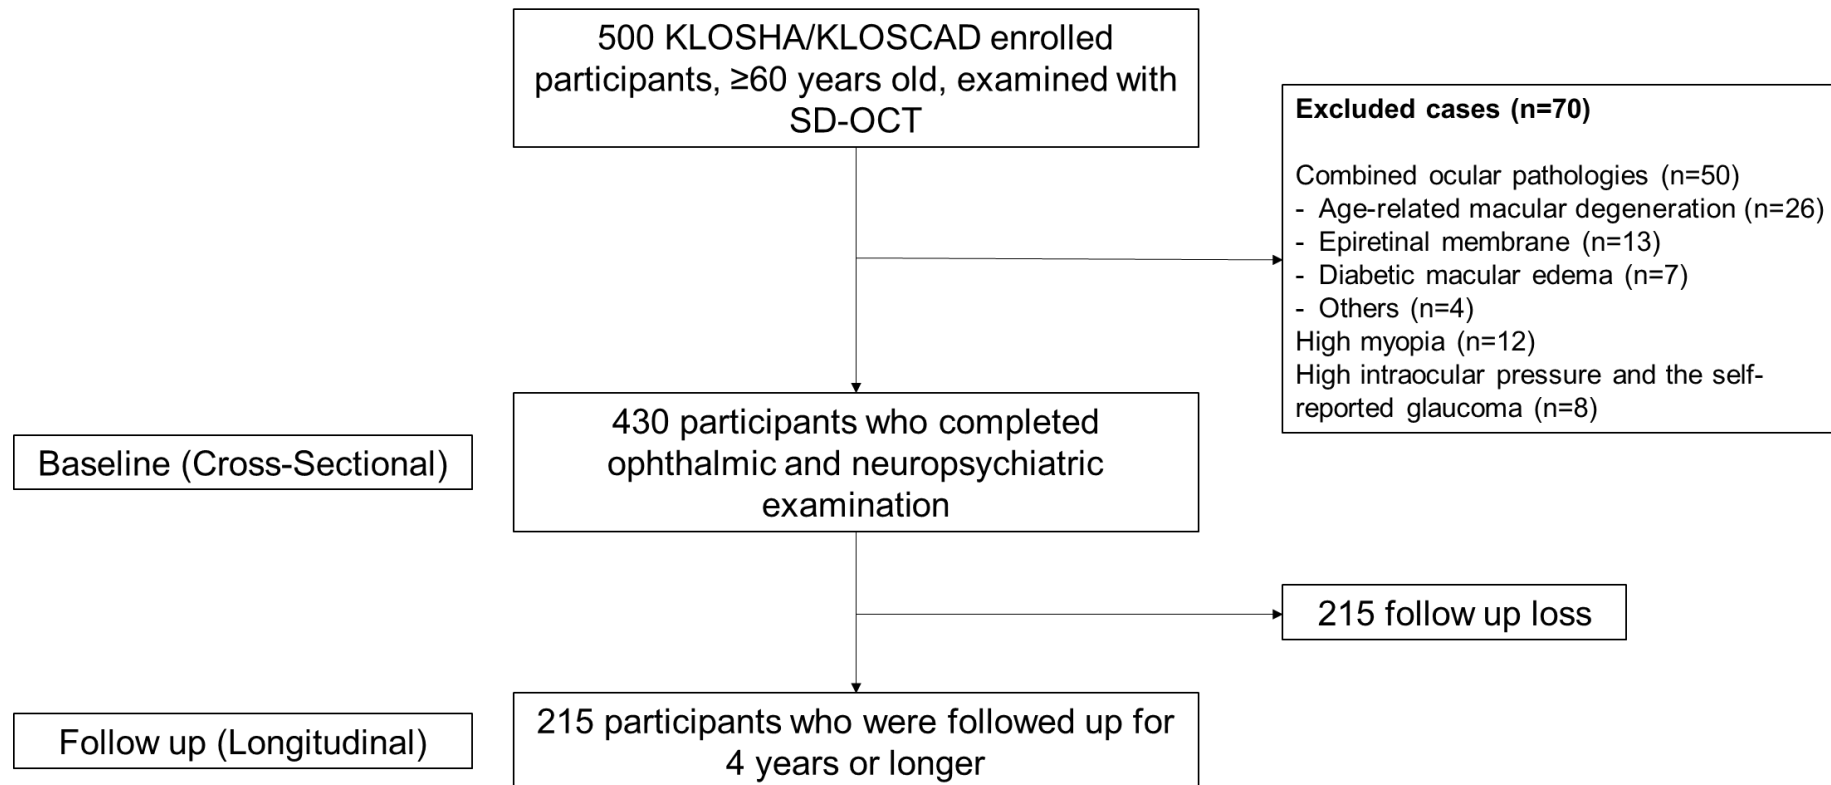 500 KLOSHA/KLOSCAD enrolled
participants, ≥60 years old, examined with
SD-OCT
Excluded cases (n=70)
Combined ocular pathologies (n=50)
- Age-related macular degeneration (n=26)
- Epiretinal membrane (n=13)
- Diabetic macular edema (n=7)
- Others (n=4)
High myopia (n=12)
High intraocular pressure and the self-
reported glaucoma (n=8)
Baseline (Cross-Sectional)
430 participants who completed
ophthalmic and neuropsychiatric
examination
215 follow up loss
Follow up (Longitudinal)
215 participants who were followed up for
4 years or longer